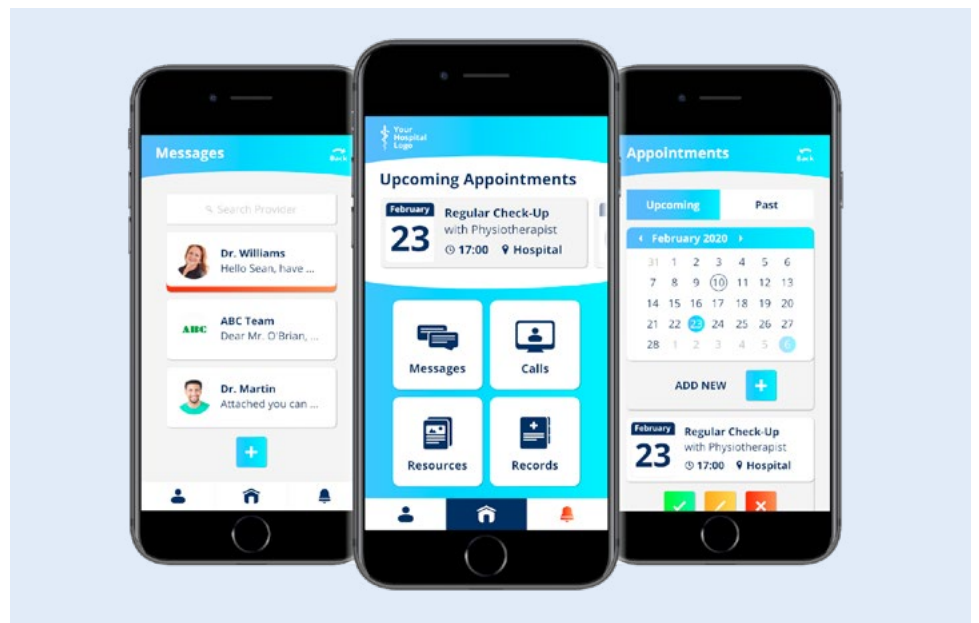 Messages
Back
Search Provider
Dr. Williams
Hello Sean, have ...
ABC
ABC Team
Dear Mr. O'Brian, ...
Dr. Martin
Attached you can ...
+
Your
Hospital
Logo
Upcoming Appointments
February
23
Regular Check-Up
with Physiotherapist
17:00 Hospital
Messages
Calls
Resources
Records
Appointments
Back
Upcoming Past
February 2020
31 1 2 3 4 5 6
7 8 9 10 11 12 13
14 15 16 17 18 19 20
21 22 23 24 25 26 27
28 1 2 3 4 5 6
ADD NEW +
February
23
Regular Check-Up
with Physiotherapist
17:00 Hospital